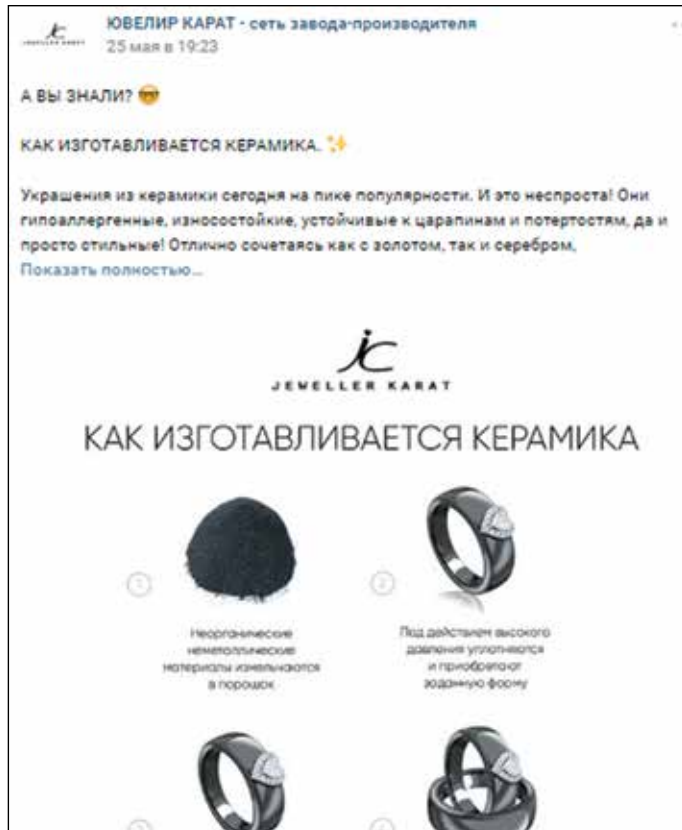 ЮВЕЛИР КАРАТ - сеть завода-производителя
25 мая в 19:23
А ВЫ ЗНАЛИ?
КАК ИЗГОТАВЛИВАЕТСЯ КЕРАМИКА.
Украшения из керамики сегодня на пике популярности. И это неспроста! Они
гипоаллергенные, износостойкие, устойчивые к царапинам и потертостям, да и
просто стильные! Отлично сочетаясь как с золотом, так и серебром,
Показать полностью...
JEWELLER KARAT
КАК ИЗГОТАВЛИВАЕТСЯ КЕРАМИКА
1
2
Неорганические
неметаллические
материалы измельчаются
в порошок
Под действием высокого
давления уплотняются
и приобретают
заданную форму
3